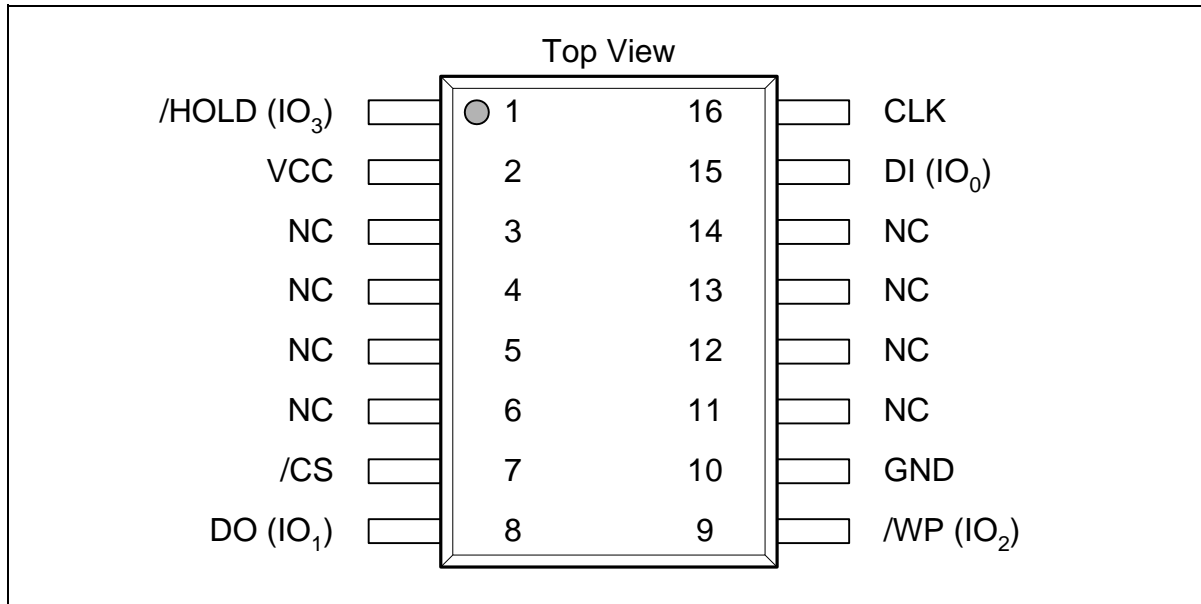 Top View
/HOLD (IO3) 1 16 CLK
VCC 2 15 DI (IO0)
NC 3 14 NC
NC 4 13 NC
NC 5 12 NC
NC 6 11 NC
/CS 7 10 GND
DO (IO1) 8 9 /WP (IO2)